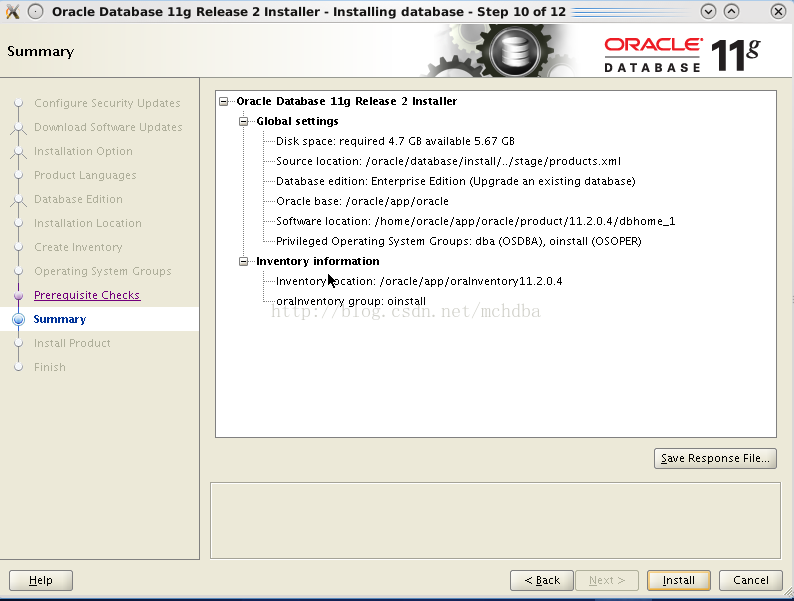 Oracle Database 11g Release 2 Installer - Installing database - Step 10 of 12
Summary
ORACLE
DATABASE
11g
Configure Security Updates
Download Software Updates
Installation Option
Product Languages
Database Edition
Installation Location
Create Inventory
Operating System Groups
Prerequisite Checks
Summary
Install Product
Finish
Oracle Database 11g Release 2 Installer
Global settings
Disk space: required 4.7 GB available 5.67 GB
Source location: /oracle/database/install/../stage/products.xml
Database edition: Enterprise Edition (Upgrade an existing database)
Oracle base: /oracle/app/oracle
Software location: /home/oracle/app/oracle/product/11.2.0.4/dbhome_1
Privileged Operating System Groups: dba (OSDBA), oinstall (OSOPER)
Inventory information
Inventory location: /oracle/app/oraInventory11.2.0.4
oraInventory group: oinstall
http://blog.csdn.net/mchdba
Save Response File...
Help
< Back
Next >
Install
Cancel